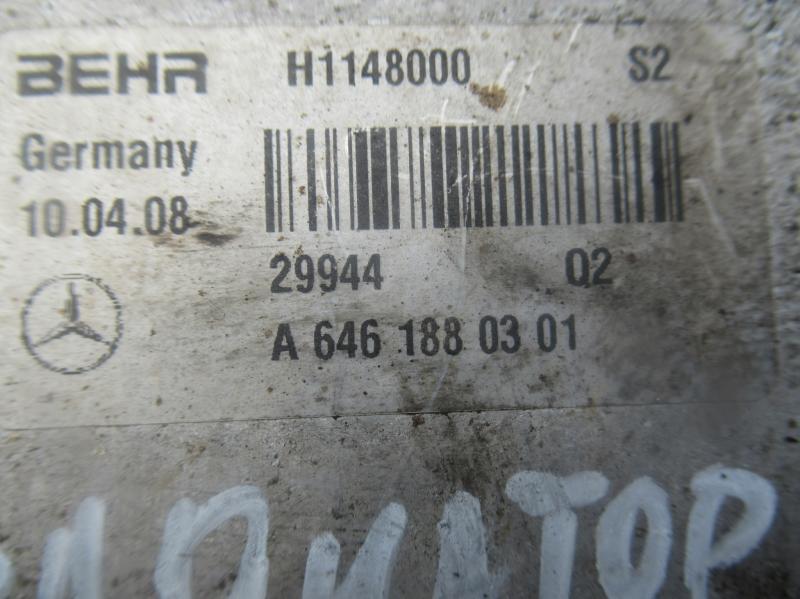 BEHR H1148000 S2
Germany
10.04.08
29944 Q2
A 646 188 03 01